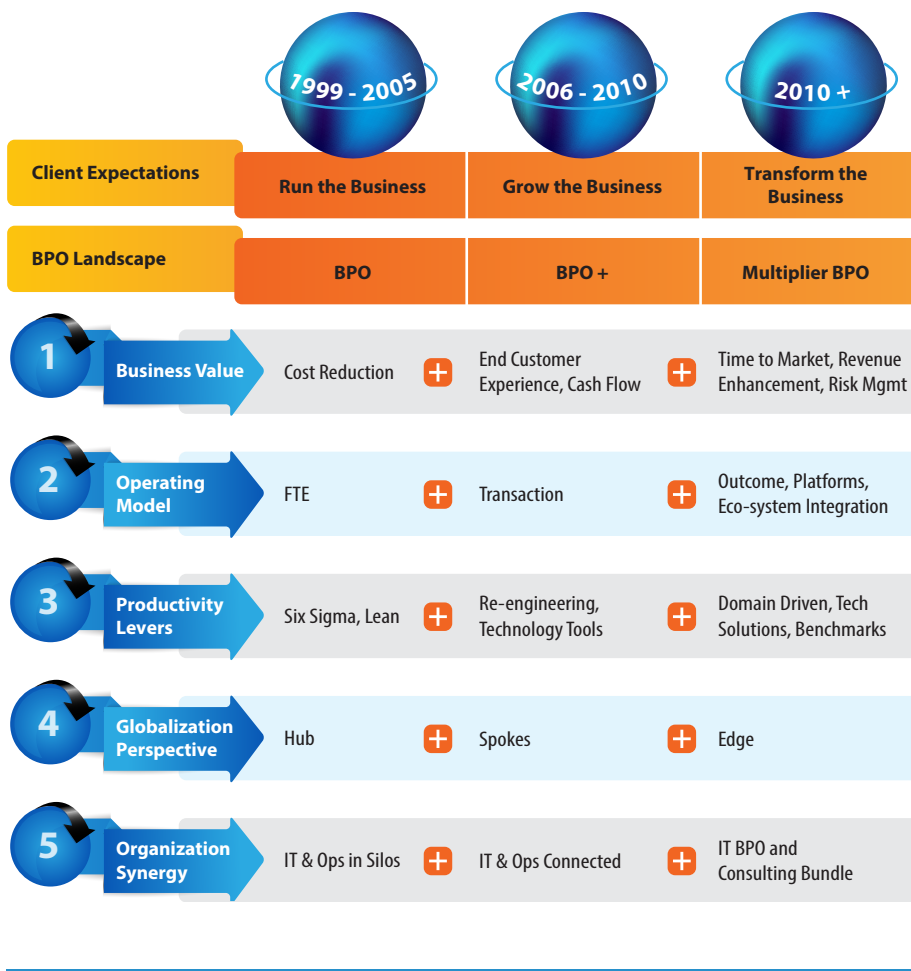 1999 - 2005
2006 - 2010
2010 +
Client Expectations
Run the Business
Grow the Business
Transform the
Business
BPO Landscape
BPO
BPO +
Multiplier BPO
1
Business Value
Cost Reduction
+
End Customer
Experience, Cash Flow
+
Time to Market, Revenue
Enhancement, Risk Mgmt
2
Operating
Model
FTE
+
Transaction
+
Outcome, Platforms,
Eco-system Integration
3
Productivity
Levers
Six Sigma, Lean
+
Re-engineering,
Technology Tools
+
Domain Driven, Tech
Solutions, Benchmarks
4
Globalization
Perspective
Hub
+
Spokes
+
Edge
5
Organization
Synergy
IT & Ops in Silos
+
IT & Ops Connected
+
IT BPO and
Consulting Bundle